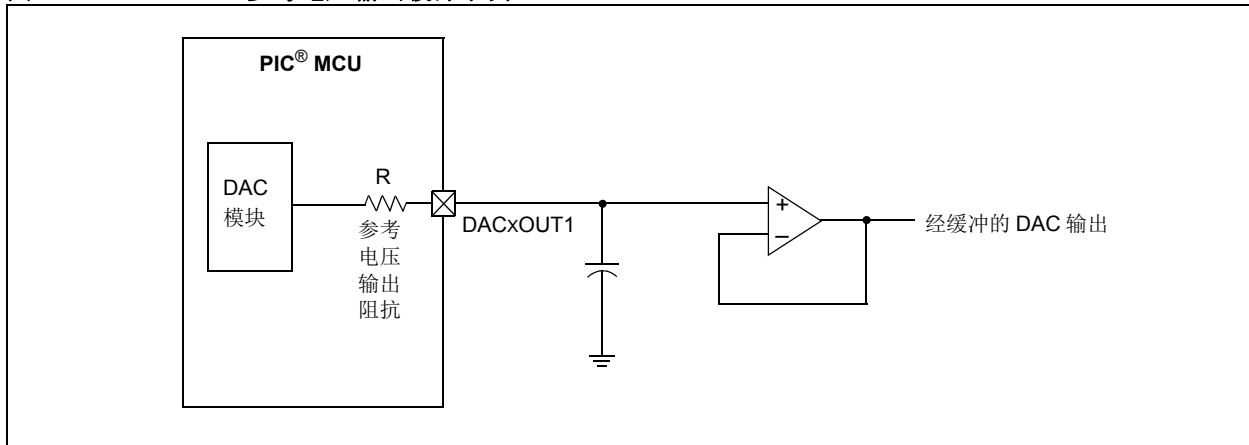 PIC® MCU
DAC
模块
R
参考
电压
输出
阻抗
DACxOUT1
+
–
经缓冲的 DAC 输出